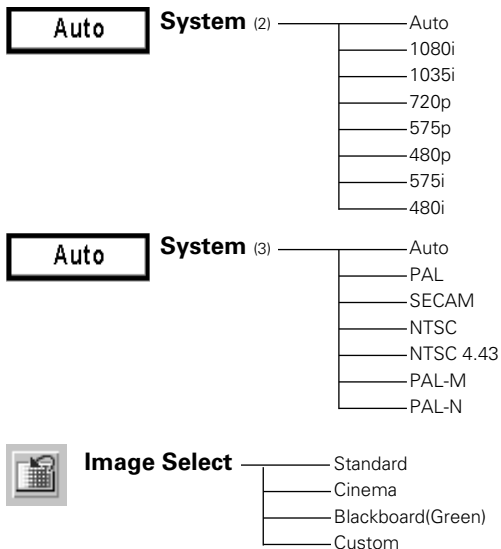 Auto System (2) Auto
1080i
1035i
720p
575p
480p
575i
480i
Auto System (3) Auto
PAL
SECAM
NTSC
NTSC 4.43
PAL-M
PAL-N
Image Select Standard
Cinema
Blackboard(Green)
Custom